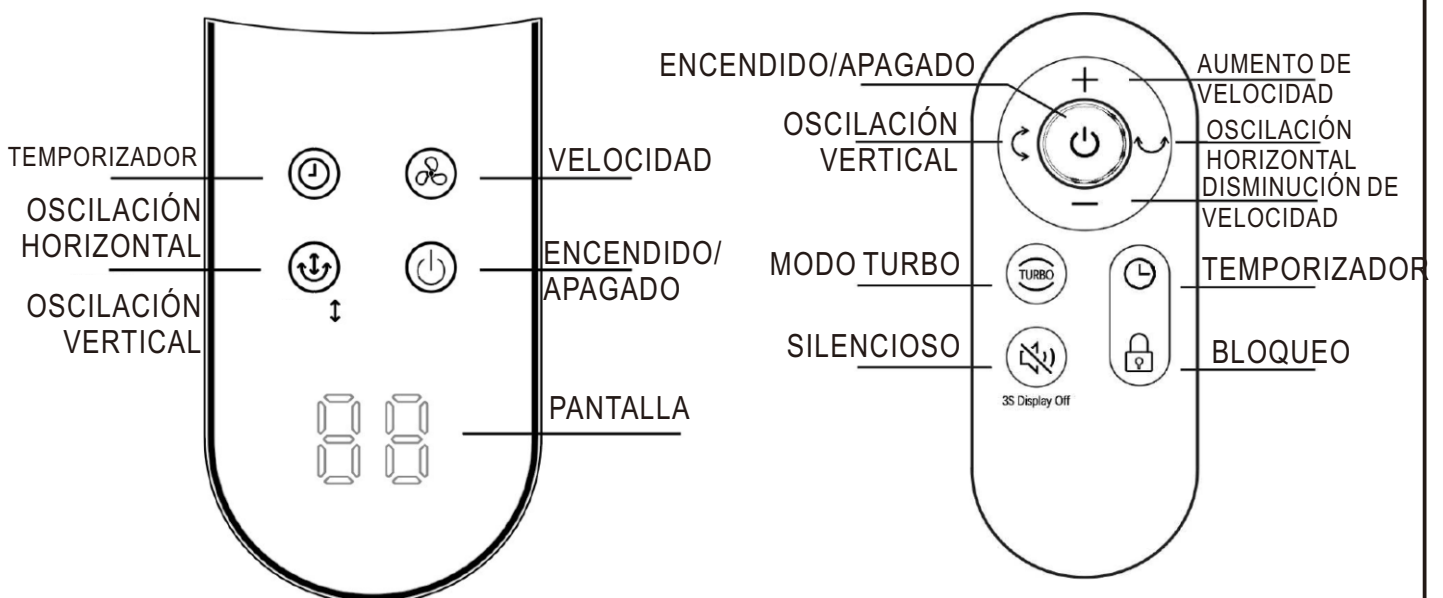 TEMPORIZADOR
OSCILACIÓN
HORIZONTAL
OSCILACIÓN
VERTICAL
VELOCIDAD
ENCENDIDO/
APAGADO
PANTALLA
88
ENCENDIDO/APAGADO
OSCILACIÓN
VERTICAL
MODO TURBO
SILENCIOSO
TURBO
3S Display Off
AUMENTO DE
VELOCIDAD
OSCILACIÓN
HORIZONTAL
DISMINUCIÓN DE
VELOCIDAD
TEMPORIZADOR
BLOQUEO